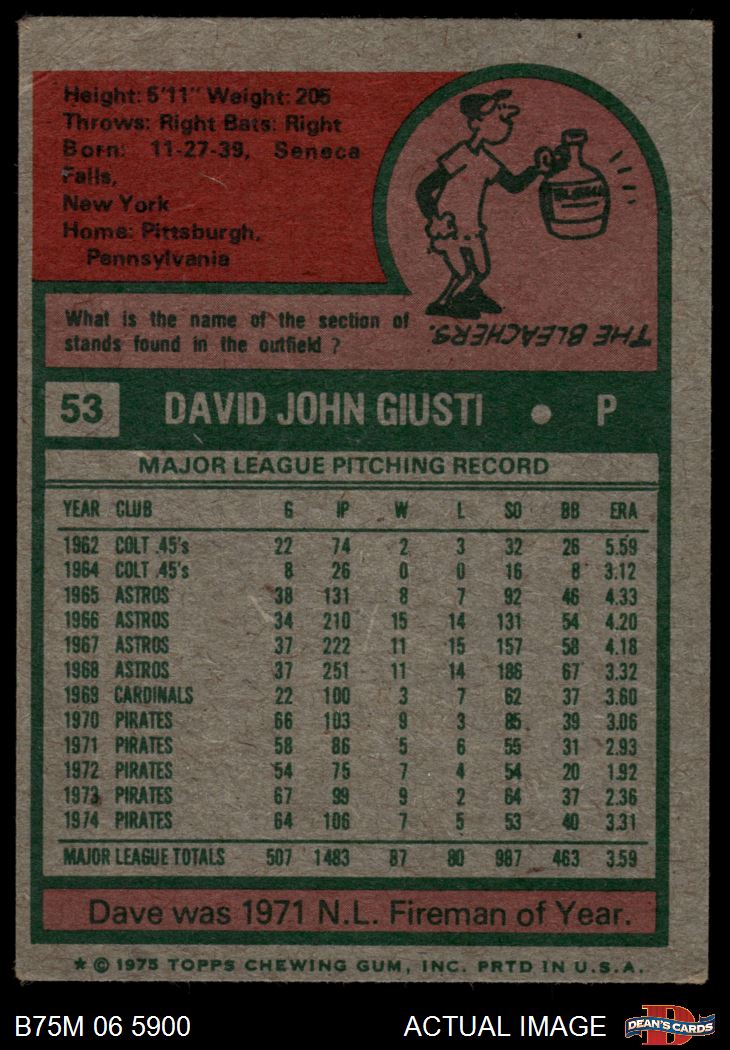 Height: 5'11" Weight: 205
Throws: Right Bats: Right
Born: 11-27-39, Seneca
Falls,
New York
Home: Pittsburgh,
Pennsylvania
What is the name of the section of
stands found in the outfield ?
THE BLEACHERS.
53 DAVID JOHN GIUSTI • P
MAJOR LEAGUE PITCHING RECORD
YEAR CLUB G IP W L SO BB ERA
1962 COLT .45's 22 74 2 3 32 26 5.59
1964 COLT .45's 8 26 0 0 16 8 3.12
1965 ASTROS 38 131 8 7 92 46 4.33
1966 ASTROS 34 210 15 14 131 54 4.20
1967 ASTROS 37 222 11 15 157 58 4.18
1968 ASTROS 37 251 11 14 186 67 3.32
1969 CARDINALS 22 100 3 7 62 37 3.60
1970 PIRATES 66 103 9 3 85 39 3.06
1971 PIRATES 58 86 5 6 55 31 2.93
1972 PIRATES 54 75 7 4 54 20 1.92
1973 PIRATES 67 99 9 2 64 37 2.36
1974 PIRATES 64 106 7 5 53 40 3.31
MAJOR LEAGUE TOTALS 507 1483 87 80 987 463 3.59
Dave was 1971 N.L. Fireman of Year.
* © 1975 TOPPS CHEWING GUM, INC. PRTD IN U.S.A.
B75M 06 5900 ACTUAL IMAGE D DEAN'S CARDS